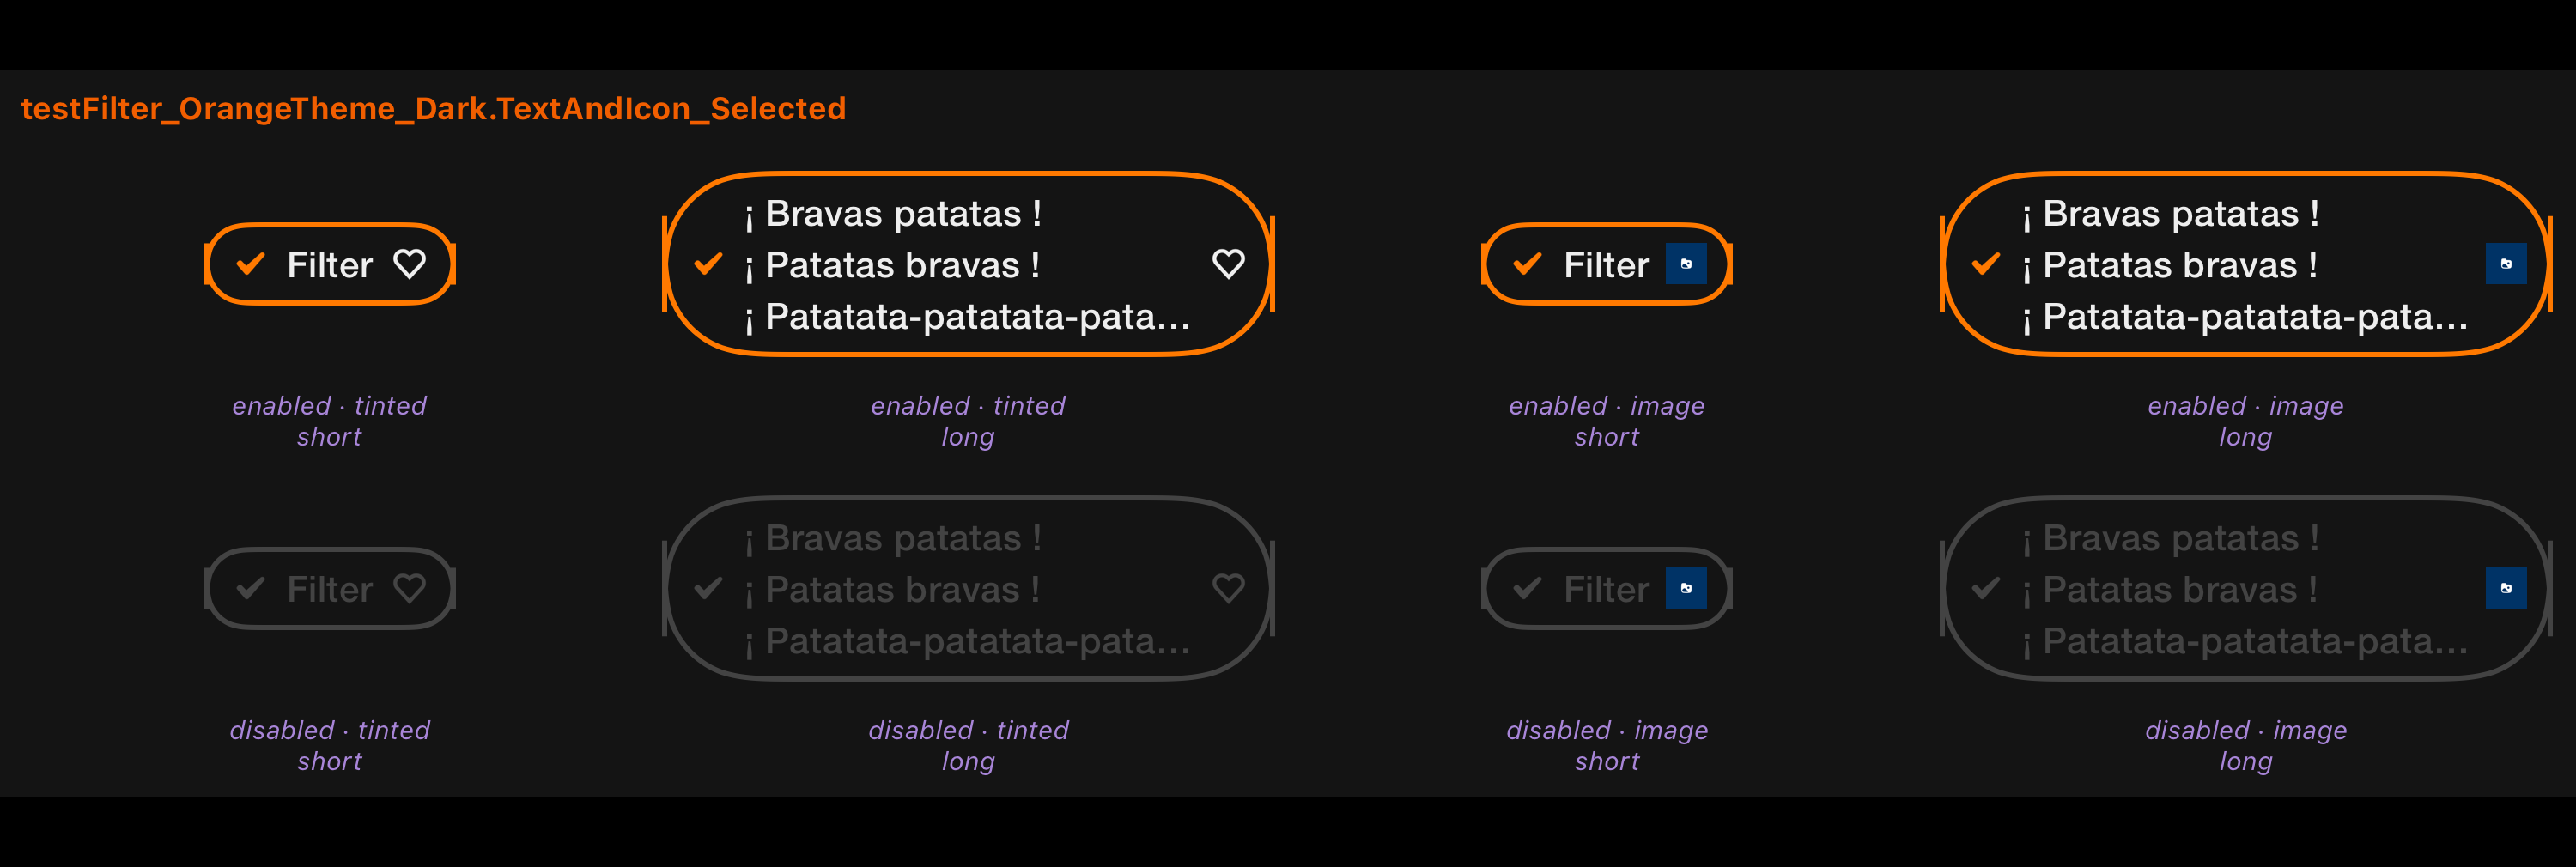 testFilter_OrangeTheme_Dark.TextAndIcon_Selected
Filter
¡ Bravas patatas !
¡ Patatas bravas !
¡ Patatata-patatata-pata...
Filter
¡ Bravas patatas !
¡ Patatas bravas !
¡ Patatata-patatata-pata...
enabled · tinted
short
enabled · tinted
long
enabled · image
short
enabled · image
long
Filter
¡ Bravas patatas !
¡ Patatas bravas !
¡ Patatata-patatata-pata...
Filter
¡ Bravas patatas !
¡ Patatas bravas !
¡ Patatata-patatata-pata...
disabled · tinted
short
disabled · tinted
long
disabled · image
short
disabled · image
long